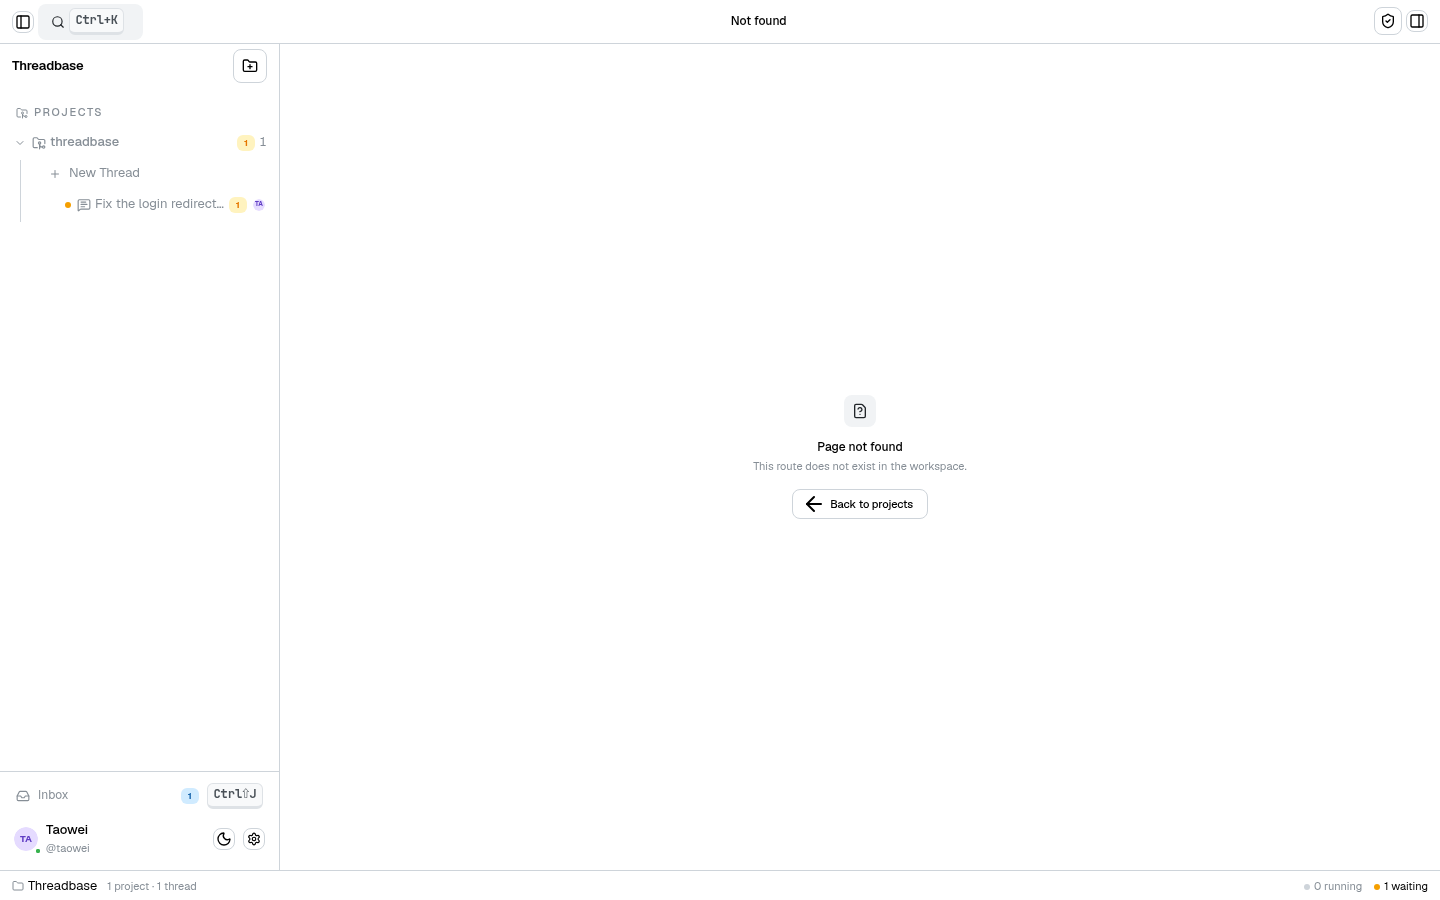 Ctrl+K
Not found
Threadbase
PROJECTS
threadbase 1 1
New Thread
Fix the login redirect… 1 TA
Page not found
This route does not exist in the workspace.
Back to projects
Inbox 1 Ctrl⇧J
TA Taowei
@taowei
Threadbase 1 project · 1 thread
0 running 1 waiting